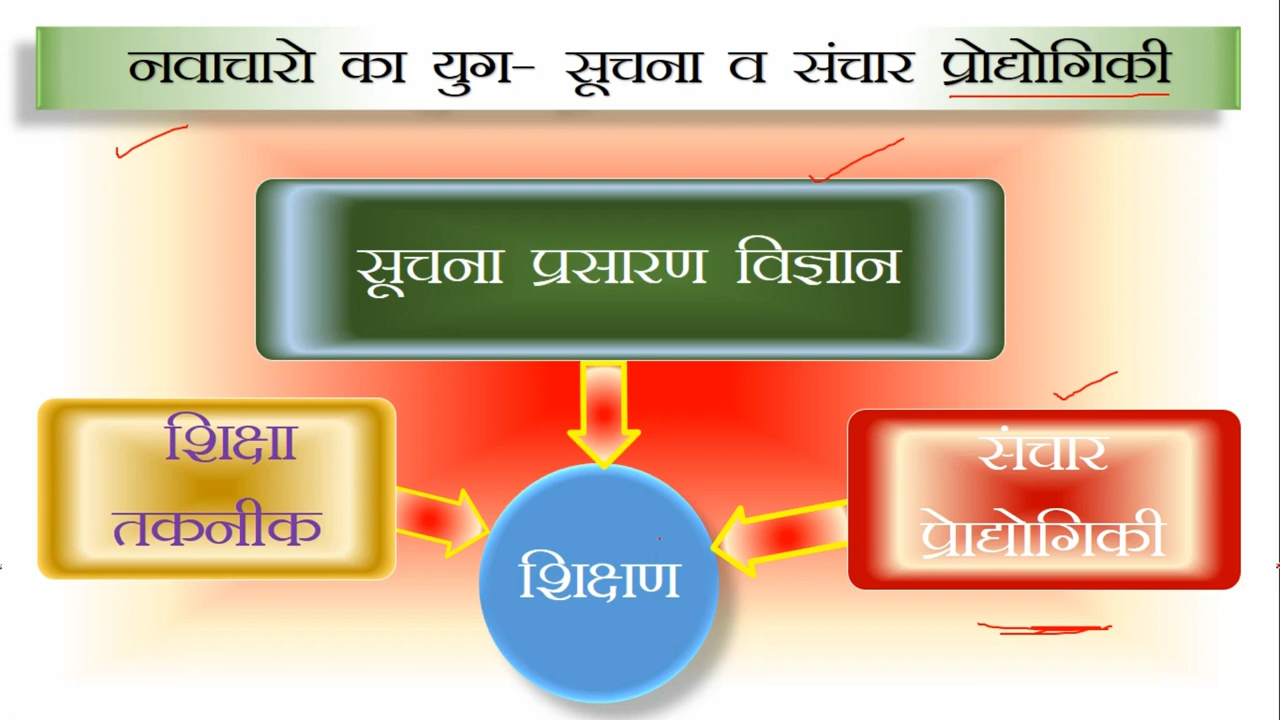 नवाचारो का युग- सूचना व संचार प्रोद्योगिकी
सूचना प्रसारण विज्ञान
शिक्षा
तकनीक
संचार
प्रेाद्योगिकी
शिक्षण